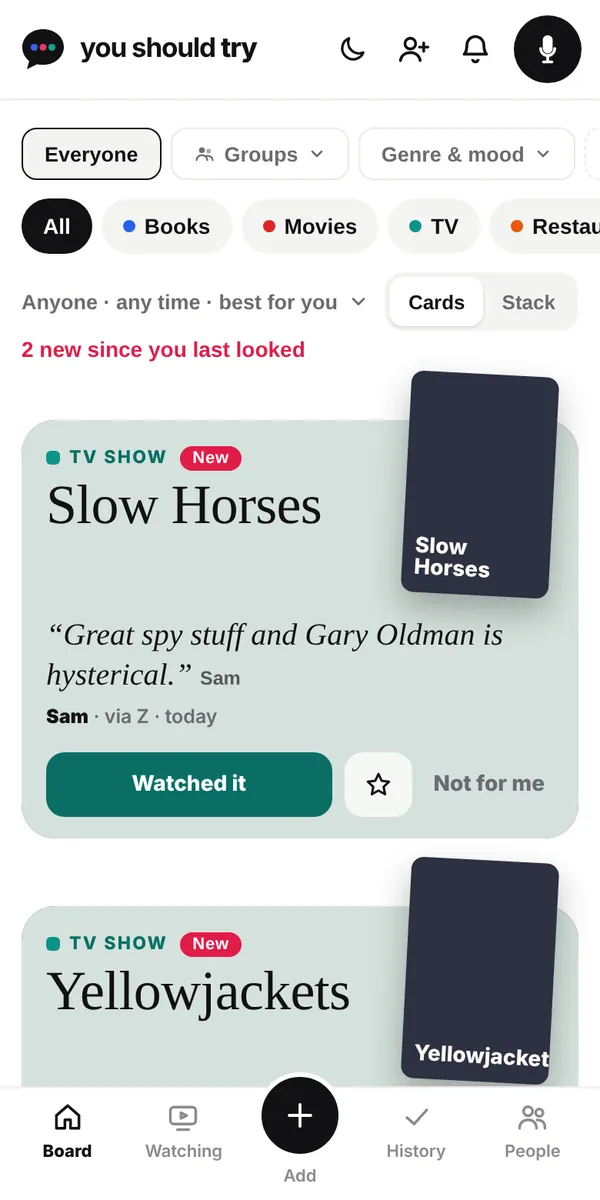 you should try
Everyone
Groups
Genre & mood
All
Books
Movies
TV
Restau
Anyone · any time · best for you
Cards
Stack
2 new since you last looked
TV SHOW New
Slow Horses
Slow
Horses
“Great spy stuff and Gary Oldman is
hysterical.” Sam
Sam · via Z · today
Watched it
Not for me
TV SHOW New
Yellowjackets
Yellowjacket
Board
Watching
Add
History
People